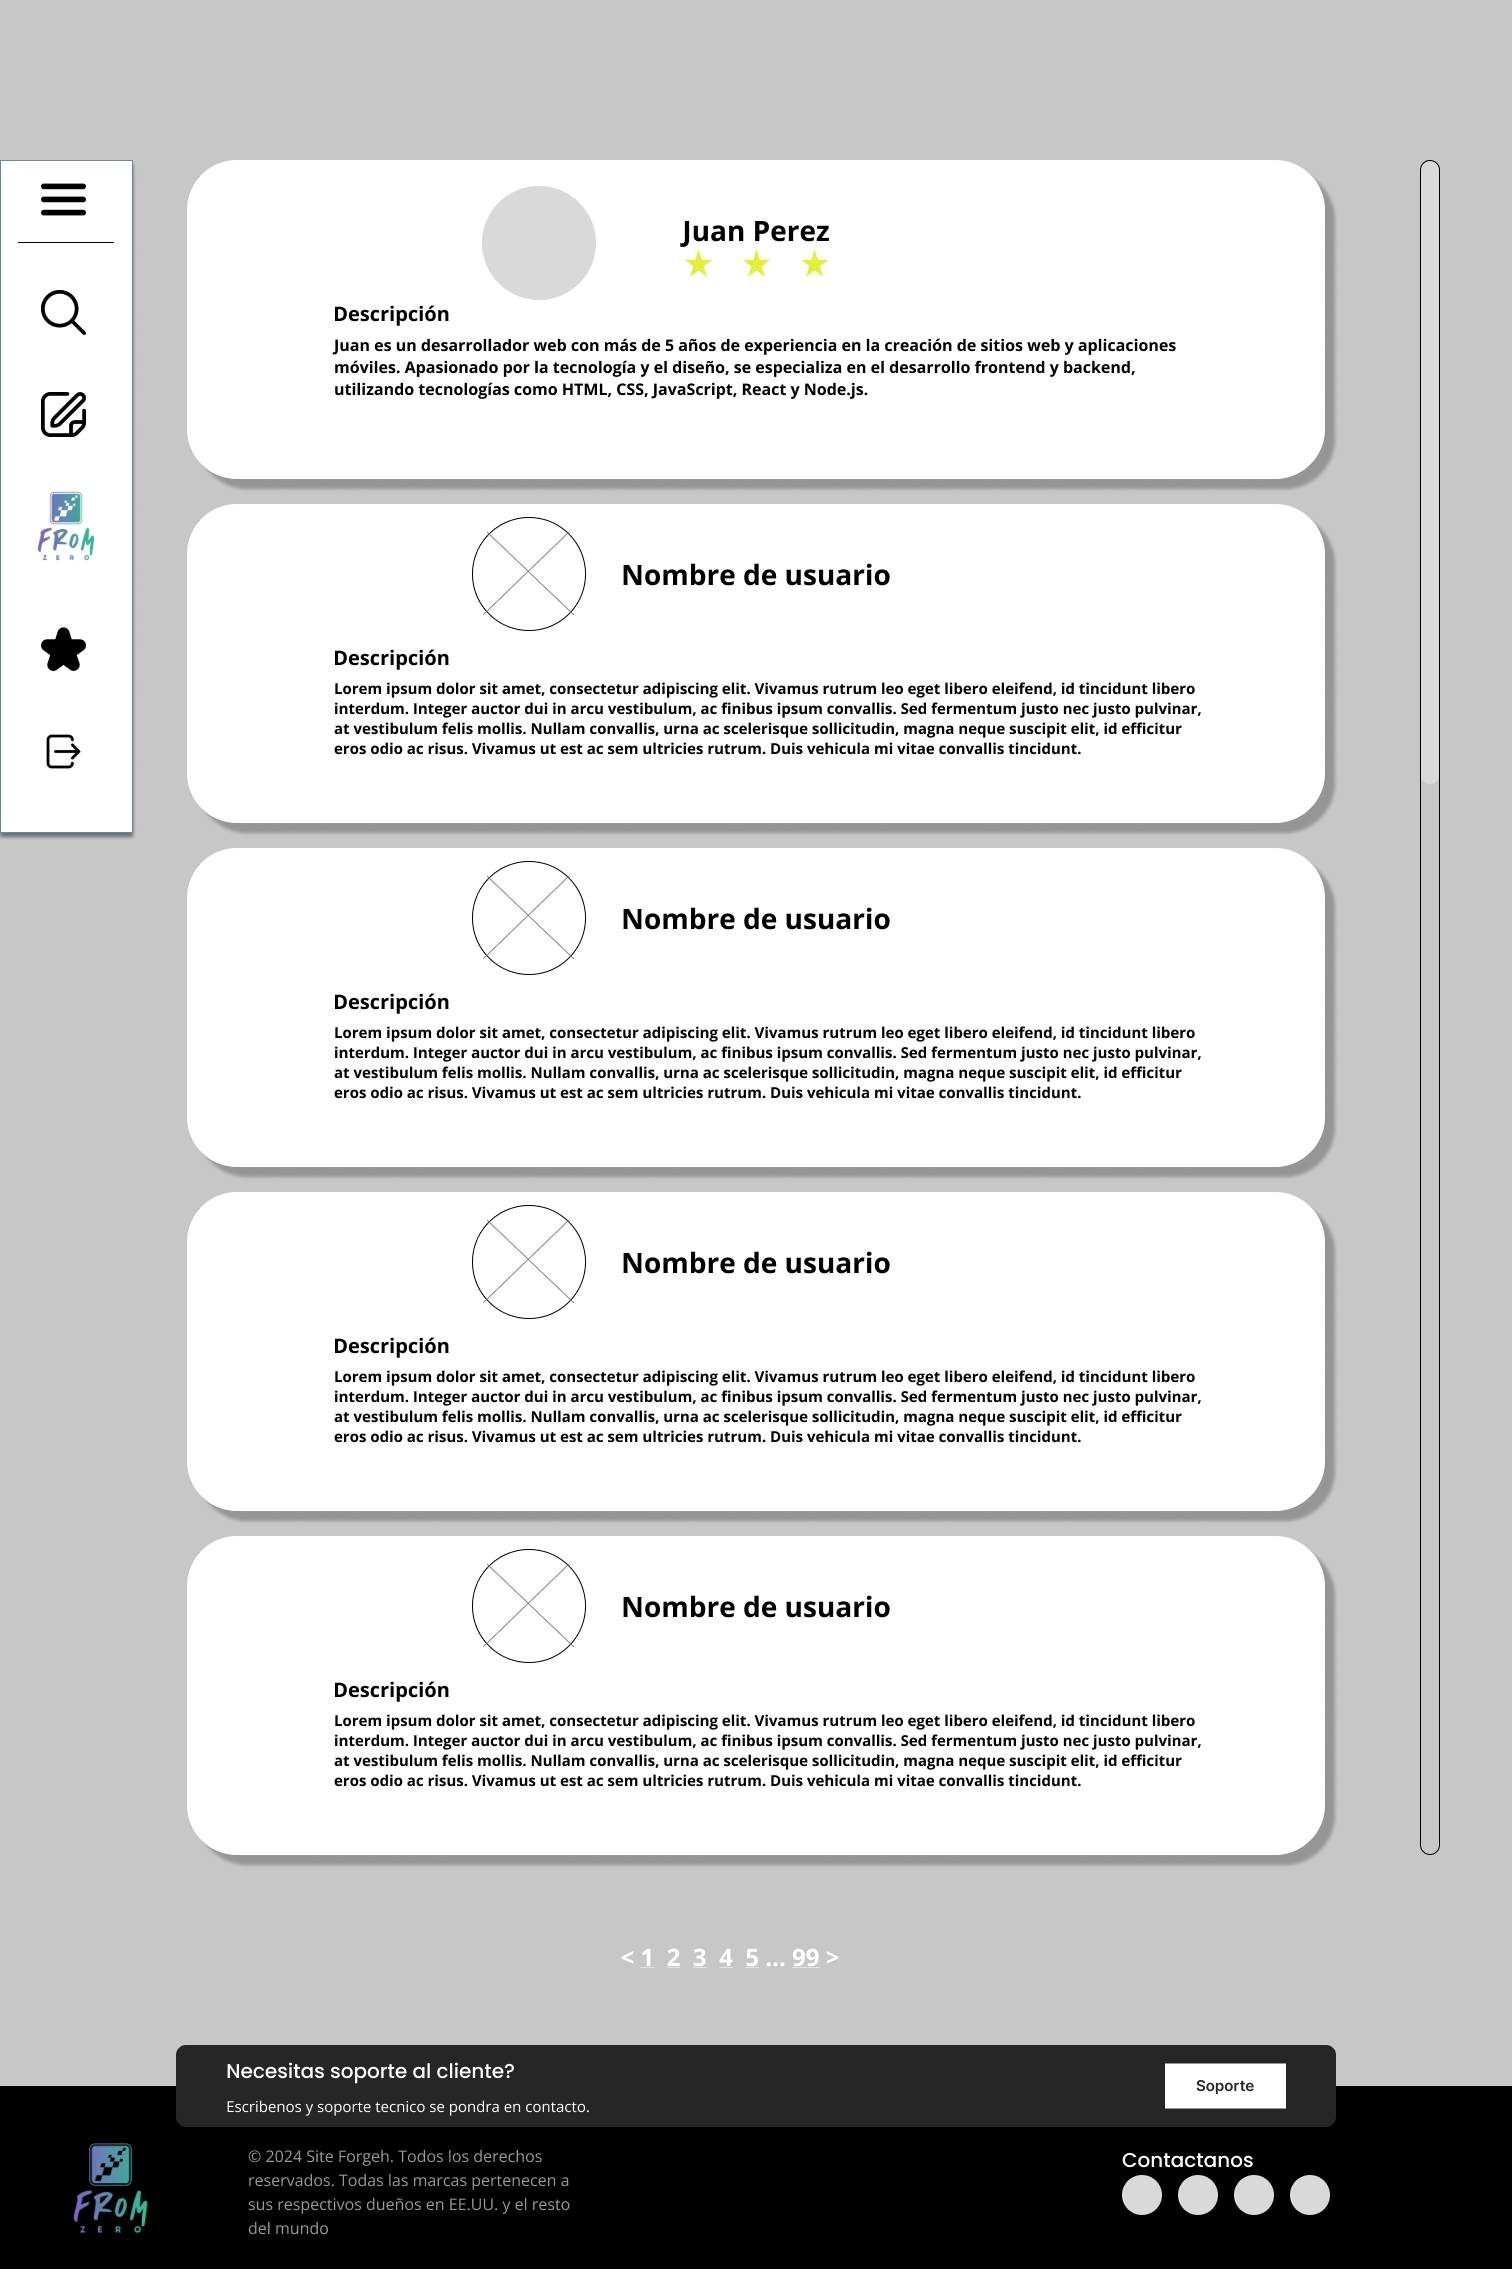 Juan Perez
Descripción
Juan es un desarrollador web con más de 5 años de experiencia en la creación de sitios web y aplicaciones
móviles. Apasionado por la tecnología y el diseño, se especializa en el desarrollo frontend y backend,
utilizando tecnologías como HTML, CSS, JavaScript, React y Node.js.
FROM
ZERO
Nombre de usuario
Descripción
Lorem ipsum dolor sit amet, consectetur adipiscing elit. Vivamus rutrum leo eget libero eleifend, id tincidunt libero
interdum. Integer auctor dui in arcu vestibulum, ac finibus ipsum convallis. Sed fermentum justo nec justo pulvinar,
at vestibulum felis mollis. Nullam convallis, urna ac scelerisque sollicitudin, magna neque suscipit elit, id efficitur
eros odio ac risus. Vivamus ut est ac sem ultricies rutrum. Duis vehicula mi vitae convallis tincidunt.
Nombre de usuario
Descripción
Lorem ipsum dolor sit amet, consectetur adipiscing elit. Vivamus rutrum leo eget libero eleifend, id tincidunt libero
interdum. Integer auctor dui in arcu vestibulum, ac finibus ipsum convallis. Sed fermentum justo nec justo pulvinar,
at vestibulum felis mollis. Nullam convallis, urna ac scelerisque sollicitudin, magna neque suscipit elit, id efficitur
eros odio ac risus. Vivamus ut est ac sem ultricies rutrum. Duis vehicula mi vitae convallis tincidunt.
Nombre de usuario
Descripción
Lorem ipsum dolor sit amet, consectetur adipiscing elit. Vivamus rutrum leo eget libero eleifend, id tincidunt libero
interdum. Integer auctor dui in arcu vestibulum, ac finibus ipsum convallis. Sed fermentum justo nec justo pulvinar,
at vestibulum felis mollis. Nullam convallis, urna ac scelerisque sollicitudin, magna neque suscipit elit, id efficitur
eros odio ac risus. Vivamus ut est ac sem ultricies rutrum. Duis vehicula mi vitae convallis tincidunt.
Nombre de usuario
Descripción
Lorem ipsum dolor sit amet, consectetur adipiscing elit. Vivamus rutrum leo eget libero eleifend, id tincidunt libero
interdum. Integer auctor dui in arcu vestibulum, ac finibus ipsum convallis. Sed fermentum justo nec justo pulvinar,
at vestibulum felis mollis. Nullam convallis, urna ac scelerisque sollicitudin, magna neque suscipit elit, id efficitur
eros odio ac risus. Vivamus ut est ac sem ultricies rutrum. Duis vehicula mi vitae convallis tincidunt.
< 1 2 3 4 5 ... 99 >
Necesitas soporte al cliente?
Escribenos y soporte tecnico se pondra en contacto.
Soporte
FROM
ZERO
© 2024 Site Forgeh. Todos los derechos
reservados. Todas las marcas pertenecen a
sus respectivos dueños en EE.UU. y el resto
del mundo
Contactanos